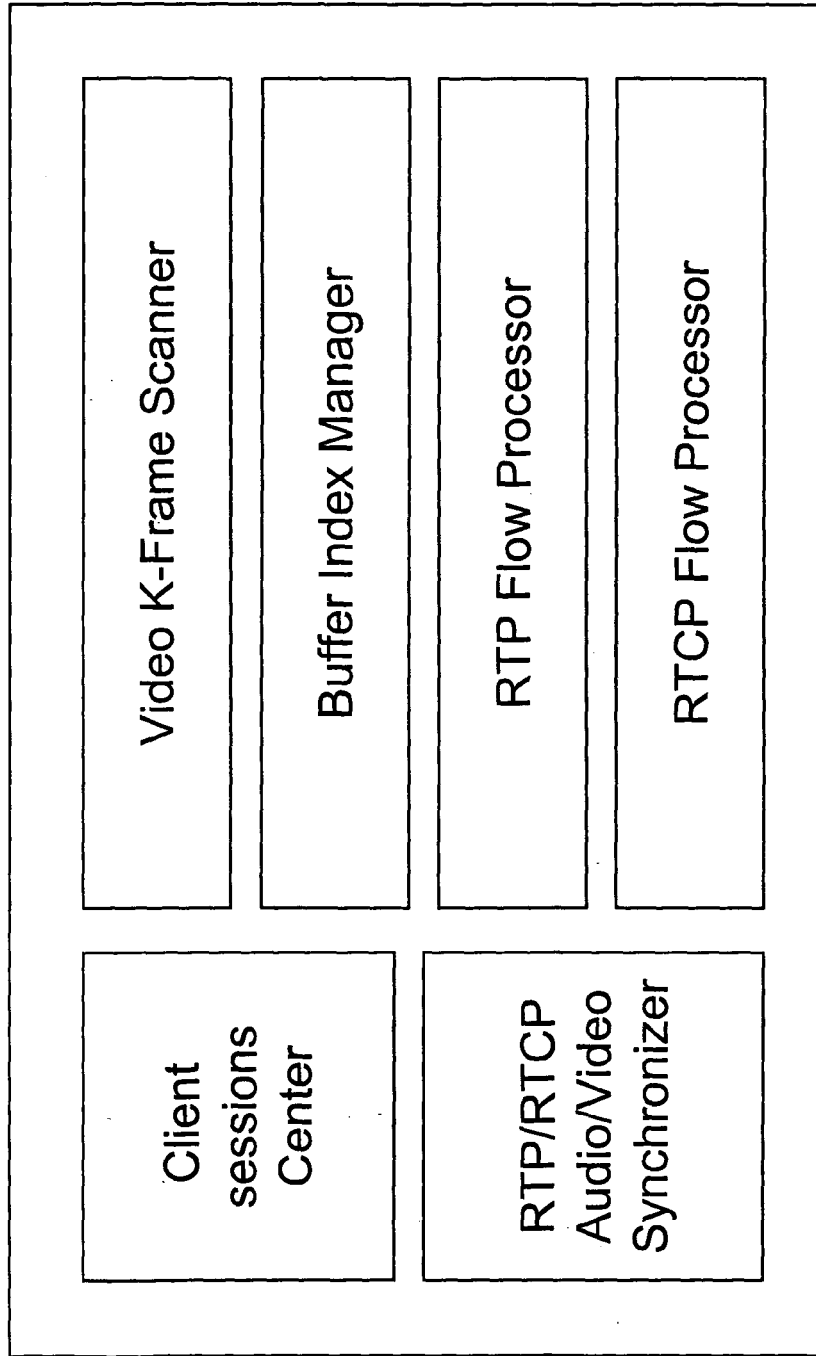 Client
sessions
Center
RTP/RTCP
Audio/Video
Synchronizer
Video K-Frame Scanner
Buffer Index Manager
RTP Flow Processor
RTCP Flow Processor